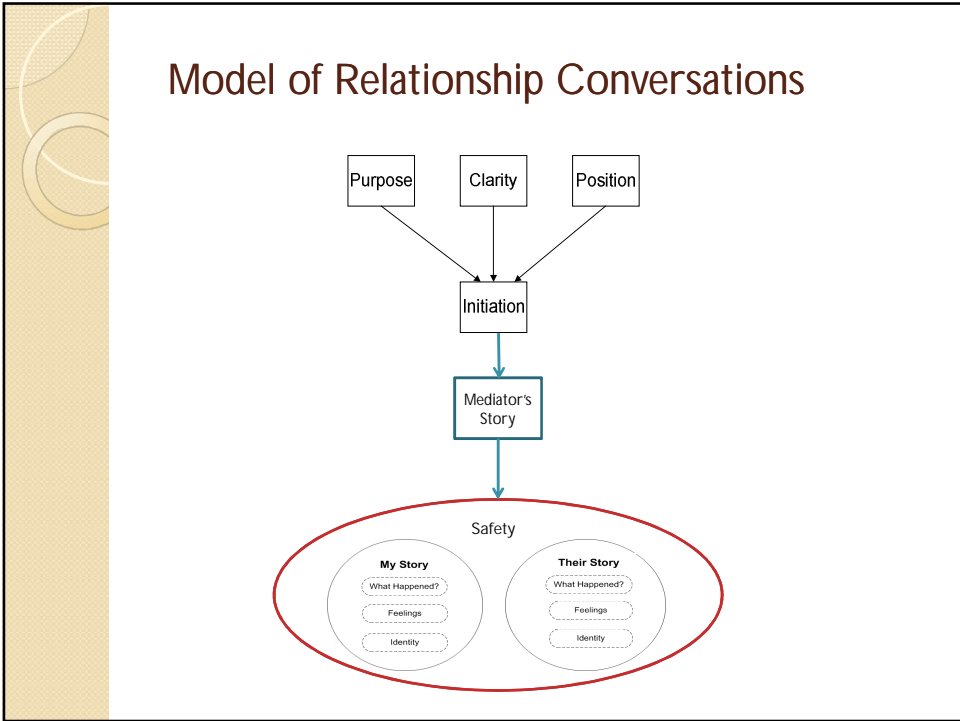 Model of Relationship Conversations
Purpose
Clarity
Position
Initiation
Mediator's
Story
Safety
My Story
What Happened?
Feelings
Identity
Their Story
What Happened?
Feelings
Identity